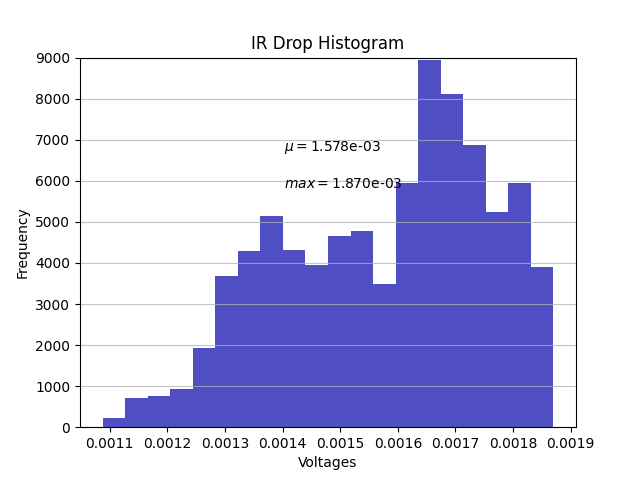 IR Drop Histogram
9000
8000
7000
6000
5000
4000
3000
2000
1000
0
Frequency
μ = 1.578e-03
max = 1.870e-03
0.0011 0.0012 0.0013 0.0014 0.0015 0.0016 0.0017 0.0018 0.0019
Voltages